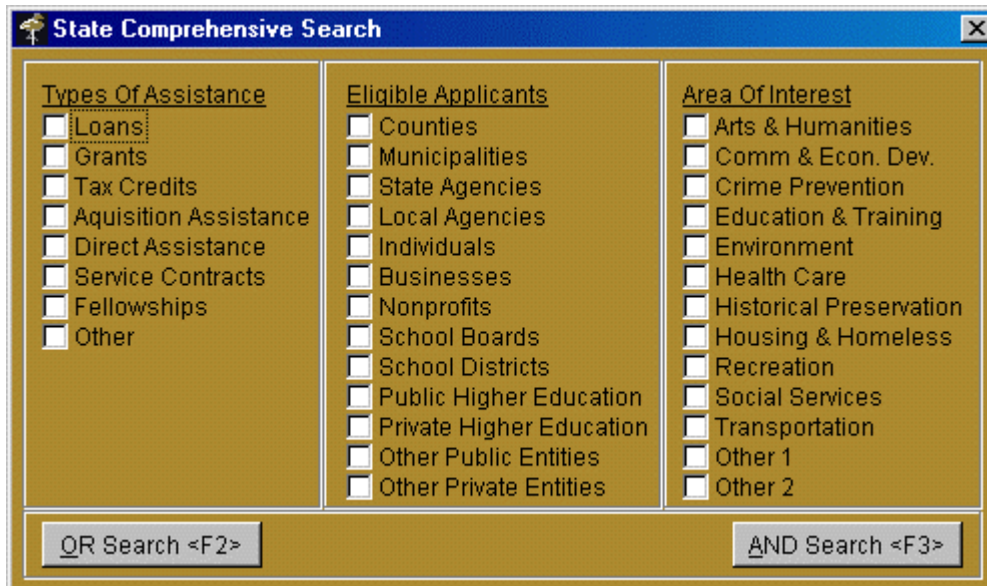 State Comprehensive Search
Types Of Assistance
Loans
Grants
Tax Credits
Aquisition Assistance
Direct Assistance
Service Contracts
Fellowships
Other
Eligible Applicants
Counties
Municipalities
State Agencies
Local Agencies
Individuals
Businesses
Nonprofits
School Boards
School Districts
Public Higher Education
Private Higher Education
Other Public Entities
Other Private Entities
Area Of Interest
Arts & Humanities
Comm & Econ. Dev.
Crime Prevention
Education & Training
Environment
Health Care
Historical Preservation
Housing & Homeless
Recreation
Social Services
Transportation
Other 1
Other 2
OR Search <F2>
AND Search <F3>